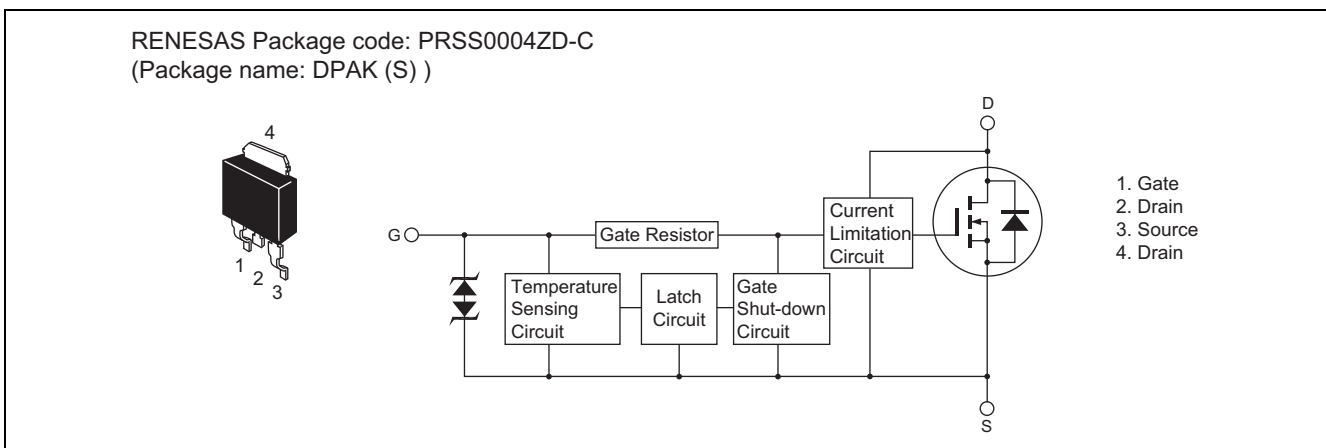 RENESAS Package code: PRSS0004ZD-C
(Package name: DPAK (S) )
4
1
2
3
D
G
Gate Resistor
Current
Limitation
Circuit
Temperature
Sensing
Circuit
Latch
Circuit
Gate
Shut-down
Circuit
S
1. Gate
2. Drain
3. Source
4. Drain